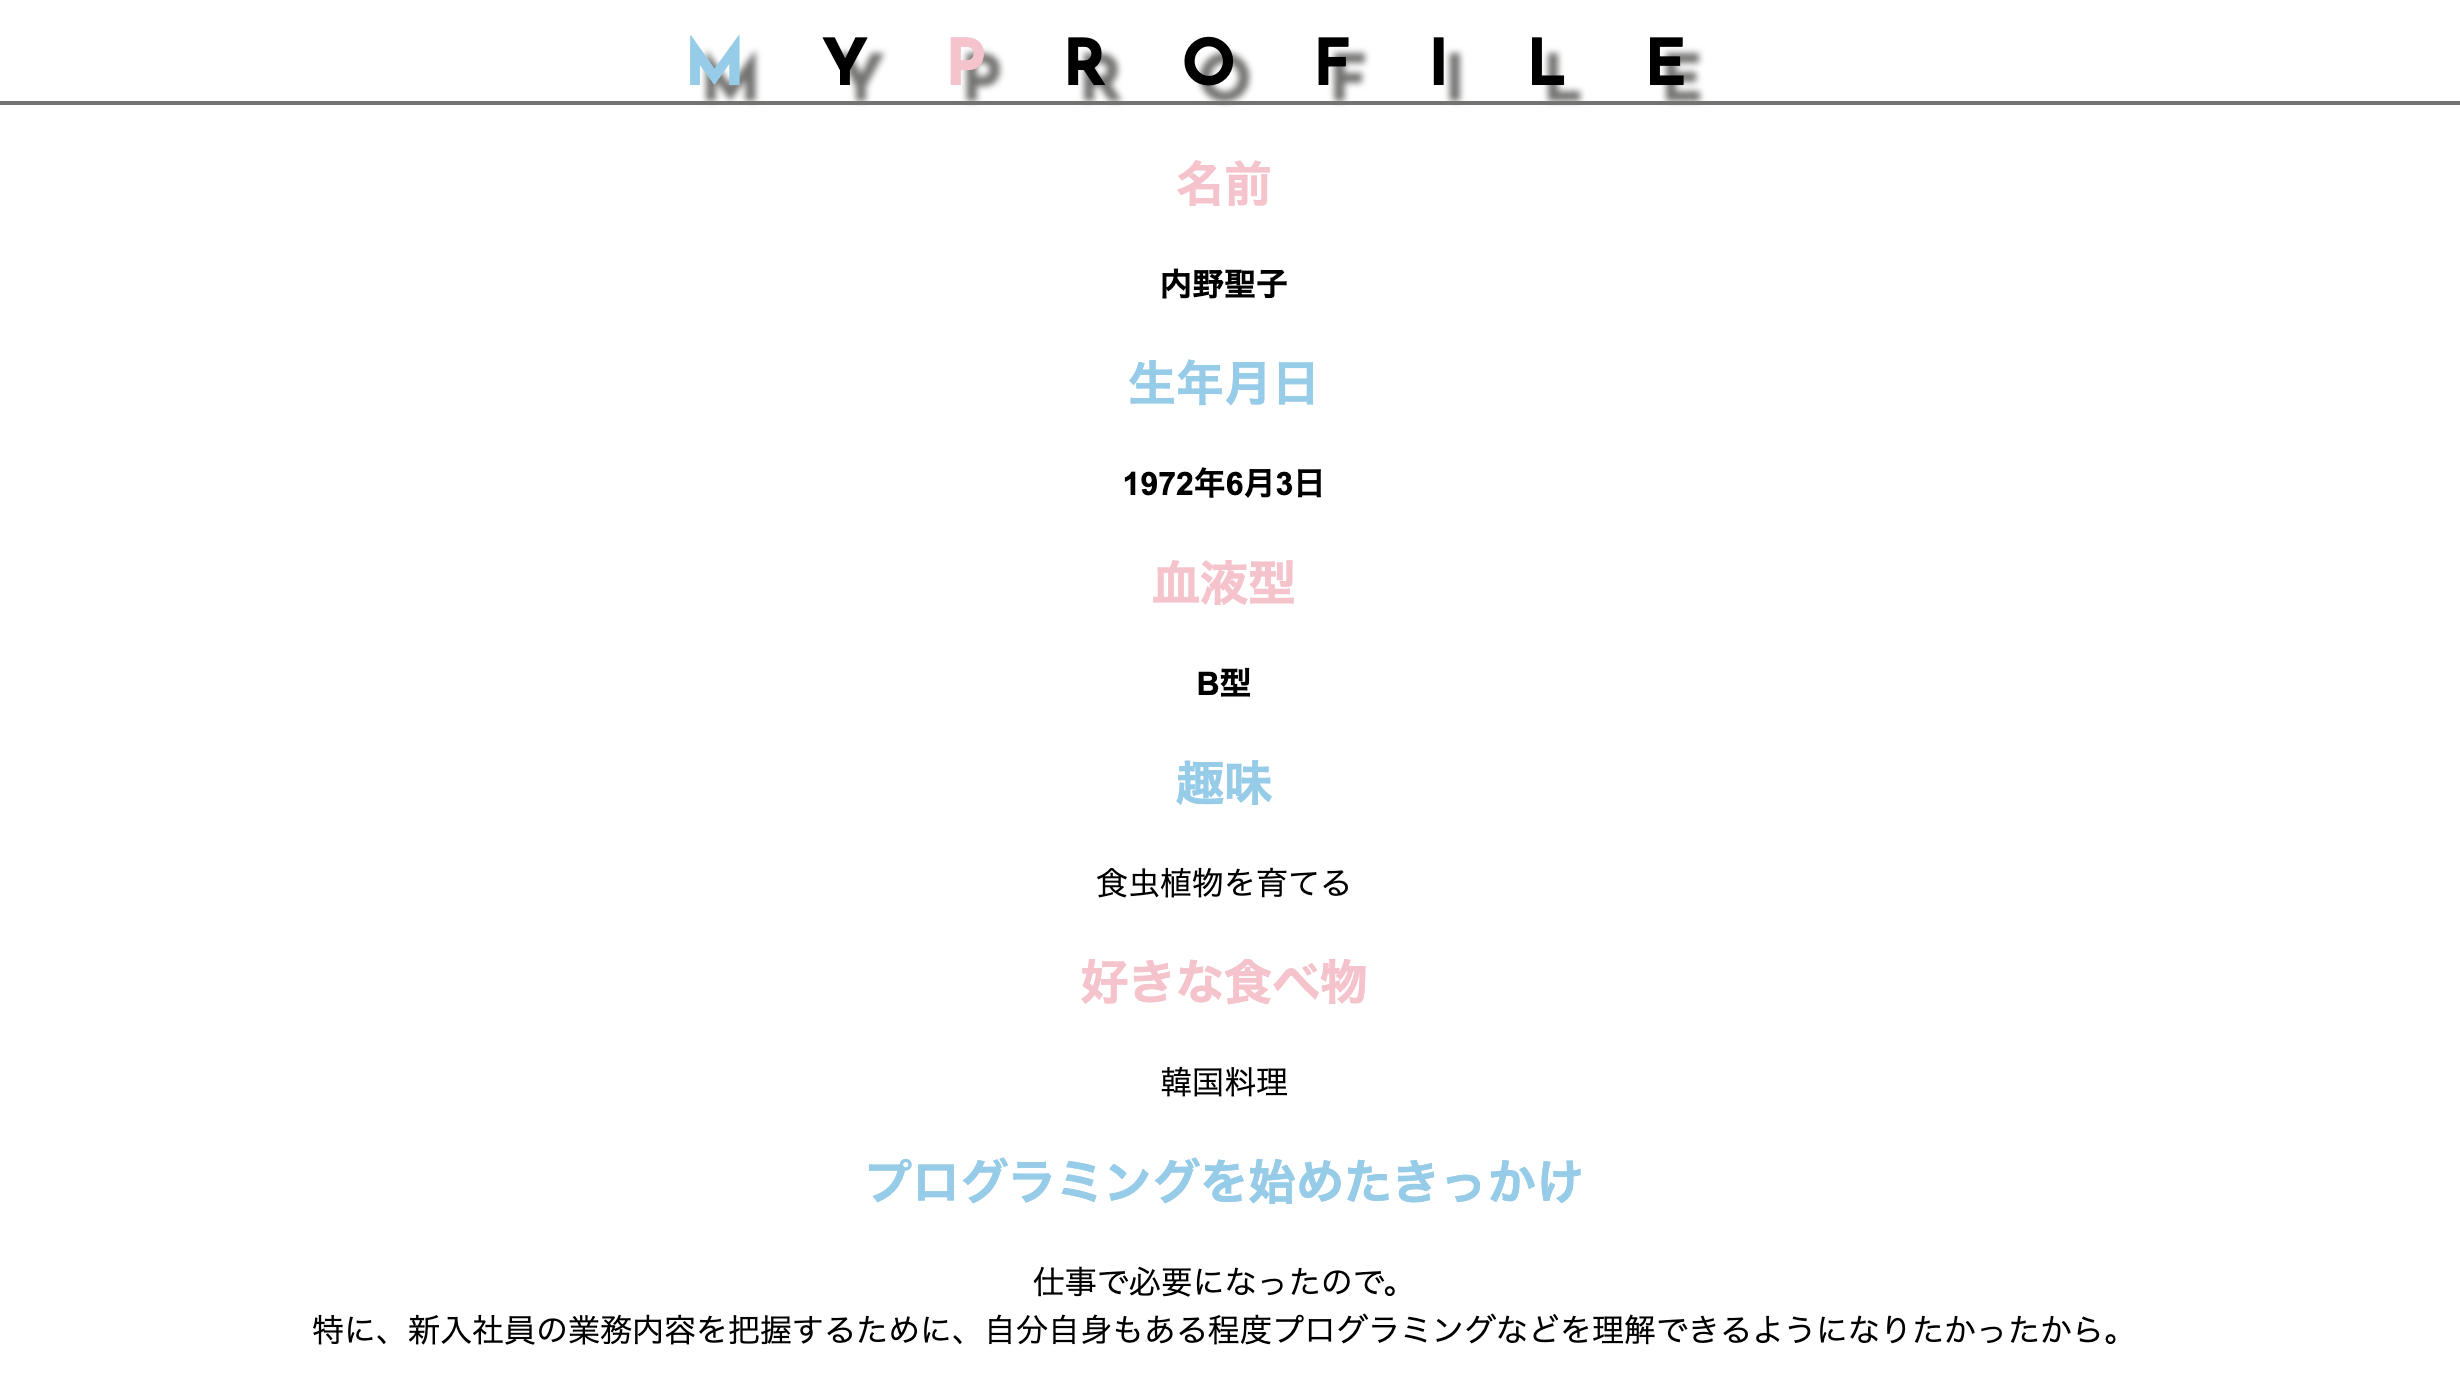 MY PROFILE
名前
内野聖子
生年月日
1972年6月3日
血液型
B型
趣味
食虫植物を育てる
好きな食べ物
韓国料理
プログラミングを始めたきっかけ
仕事で必要になったので。
特に、新入社員の業務内容を把握するために、自分自身もある程度プログラミングなどを理解できるようになりたかったから。